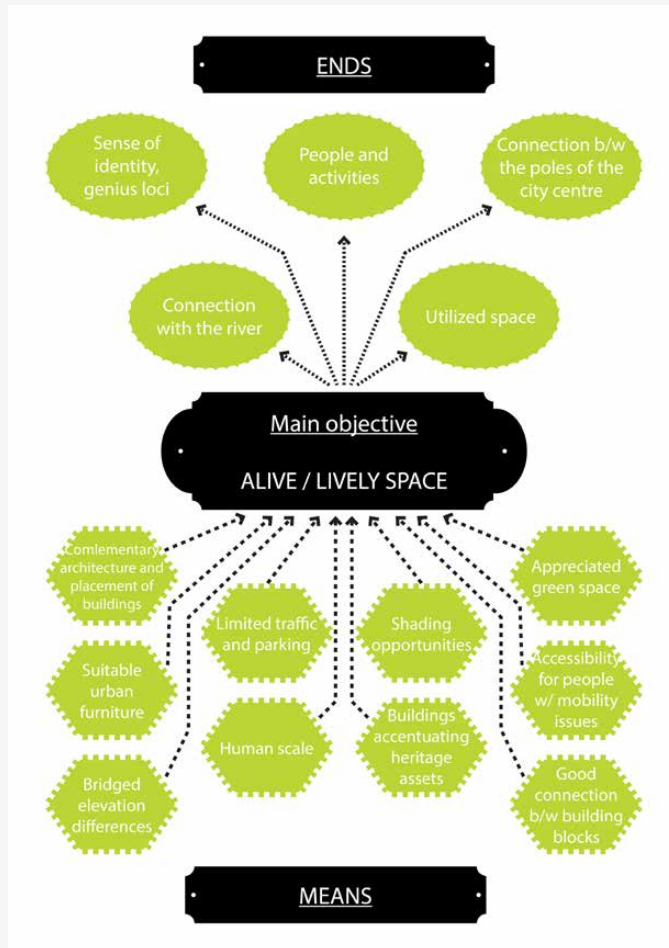 ENDS
Sense of
identity,
genius loci
People and
activities
Connection b/w
the poles of the
city centre
Connection
with the river
Utilized space
Main objective
ALIVE / LIVELY SPACE
Comlementary
architecture and
placement of
buildings
Limited traffic
and parking
Shading
opportunities
Appreciated
green space
Suitable
urban
furniture
Human scale
Buildings
accentuating
heritage
assets
Accessibility
for people
w/ mobility
issues
Bridged
elevation
differences
Good
connection
b/w building
blocks
MEANS